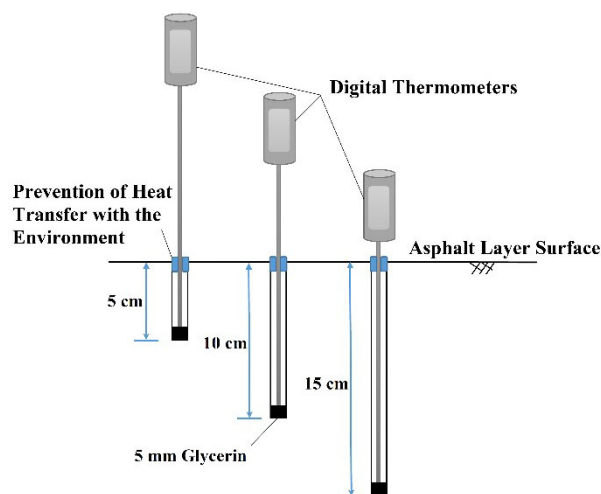 Digital Thermometers
Prevention of Heat
Transfer with the
Environment
Asphalt Layer Surface
5 cm
10 cm
15 cm
5 mm Glycerin